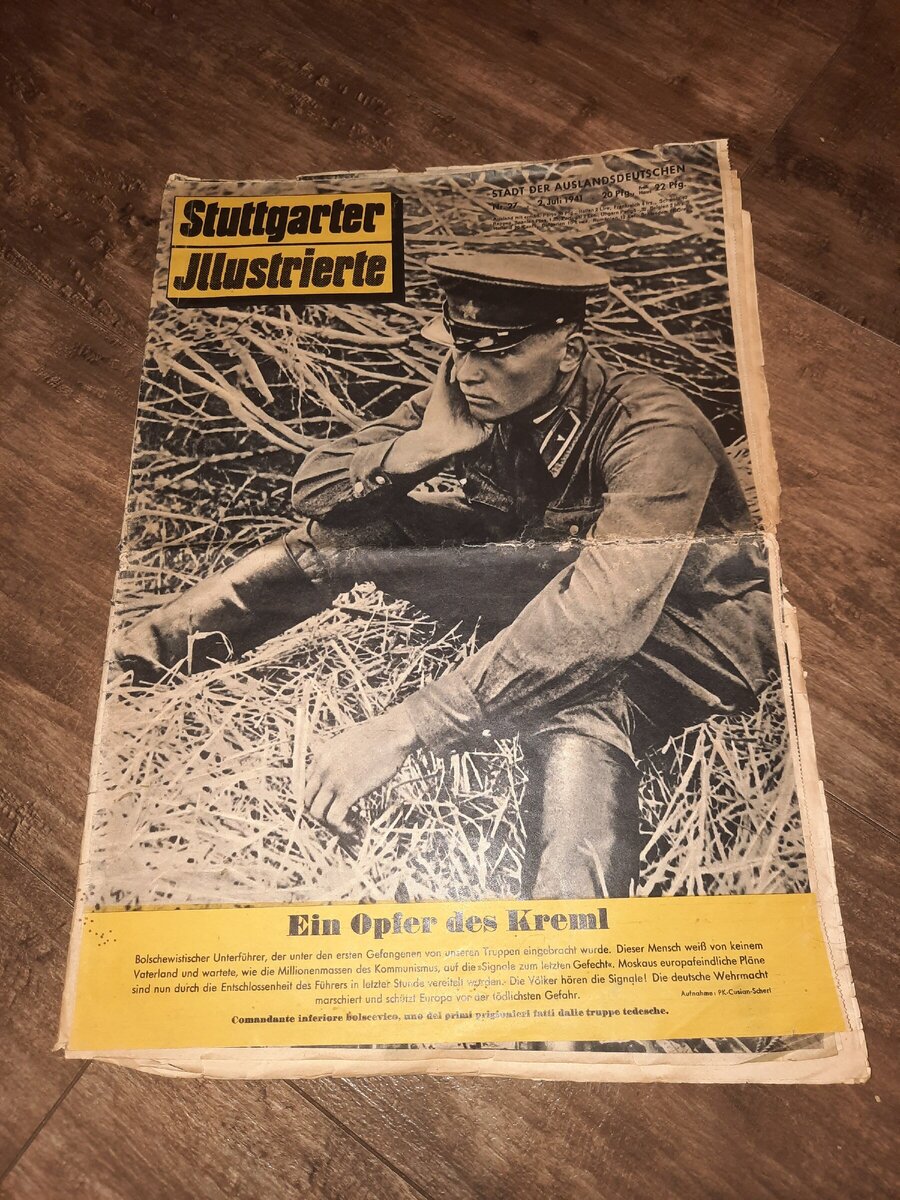 Stuttgarter
Jllustrierte
STADT DER AUSLANDSDEUTSCHEN
Nr. 27 2. Juli 1941 20 Pfg., 22 Pfg.
Ein Opfer des Kreml
Bolschewistischer Unterführer, der unter den ersten Gefangenen von unseren Truppen eingebracht wurde. Dieser Mensch weiß von keinem
Vaterland und wartete, wie die Millionenmassen des Kommunismus, auf die »Signale zum letzten Gefecht«. Moskaus europafeindliche Pläne
sind nun durch die Entschlossenheit des Führers in letzter Stunde vereitelt worden. Die Völker hören die Signale! Die deutsche Wehrmacht
marschiert und schützt Europa vor der tödlichsten Gefahr.
Aufnahme: PK-Cusian-Scherl
Comandante inferiore bolscevico, uno dei primi prigionieri fatti dalle truppe tedesche.